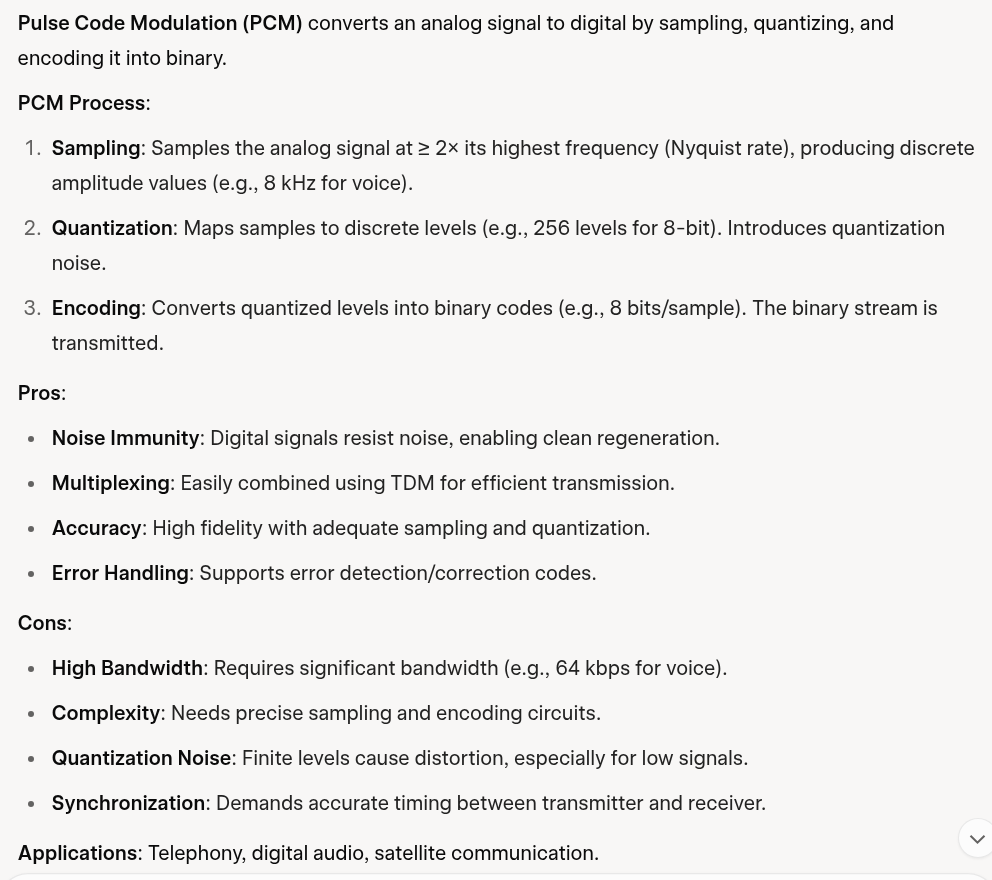 Pulse Code Modulation (PCM) converts an analog signal to digital by sampling, quantizing, and
encoding it into binary.
PCM Process:
1. Sampling: Samples the analog signal at ≥ 2× its highest frequency (Nyquist rate), producing discrete
amplitude values (e.g., 8 kHz for voice).
2. Quantization: Maps samples to discrete levels (e.g., 256 levels for 8-bit). Introduces quantization
noise.
3. Encoding: Converts quantized levels into binary codes (e.g., 8 bits/sample). The binary stream is
transmitted.
Pros:
• Noise Immunity: Digital signals resist noise, enabling clean regeneration.
• Multiplexing: Easily combined using TDM for efficient transmission.
• Accuracy: High fidelity with adequate sampling and quantization.
• Error Handling: Supports error detection/correction codes.
Cons:
• High Bandwidth: Requires significant bandwidth (e.g., 64 kbps for voice).
• Complexity: Needs precise sampling and encoding circuits.
• Quantization Noise: Finite levels cause distortion, especially for low signals.
• Synchronization: Demands accurate timing between transmitter and receiver.
Applications: Telephony, digital audio, satellite communication.